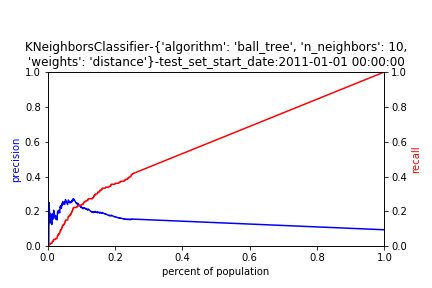 KNeighborsClassifier-{'algorithm': 'ball_tree', 'n_neighbors': 10,
'weights': 'distance'}-test_set_start_date:2011-01-01 00:00:00
1.0
1.0
0.8
0.8
0.6
0.6
precision
recall
0.4
0.4
0.2
0.2
0.0
0.0
0.0 0.2 0.4 0.6 0.8 1.0
percent of population